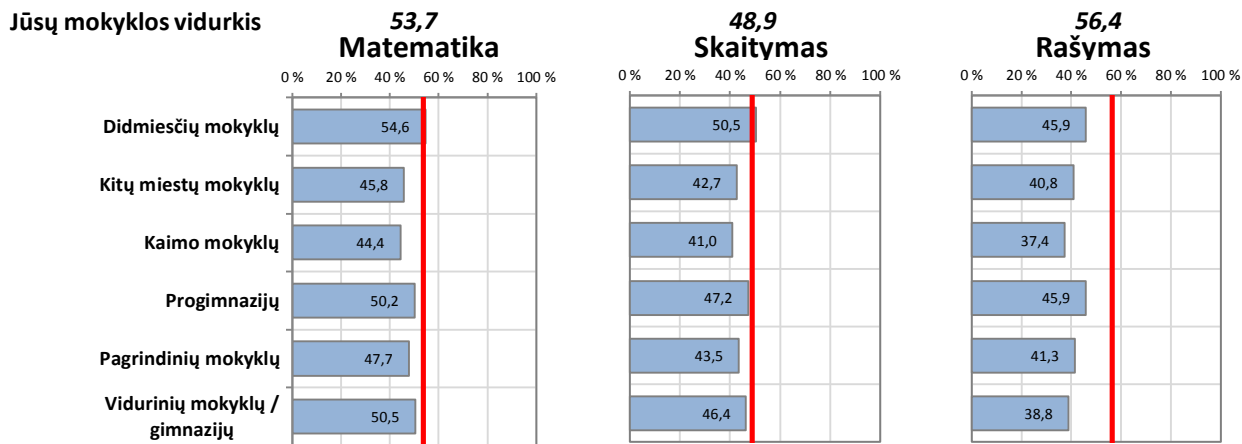 Jūsų mokyklos vidurkis 53,7 48,9 56,4
Matematika Skaitymas Rašymas
0 % 20 % 40 % 60 % 80 % 100 % 0 % 20 % 40 % 60 % 80 % 100 % 0 % 20 % 40 % 60 % 80 % 100 %
Didmiesčių mokyklų 54,6 50,5 45,9
Kitų miestų mokyklų 45,8 42,7 40,8
Kaimo mokyklų 44,4 41,0 37,4
Progimnazijų 50,2 47,2 45,9
Pagrindinių mokyklų 47,7 43,5 41,3
Vidurinių mokyklų /
gimnazijų 50,5 46,4 38,8